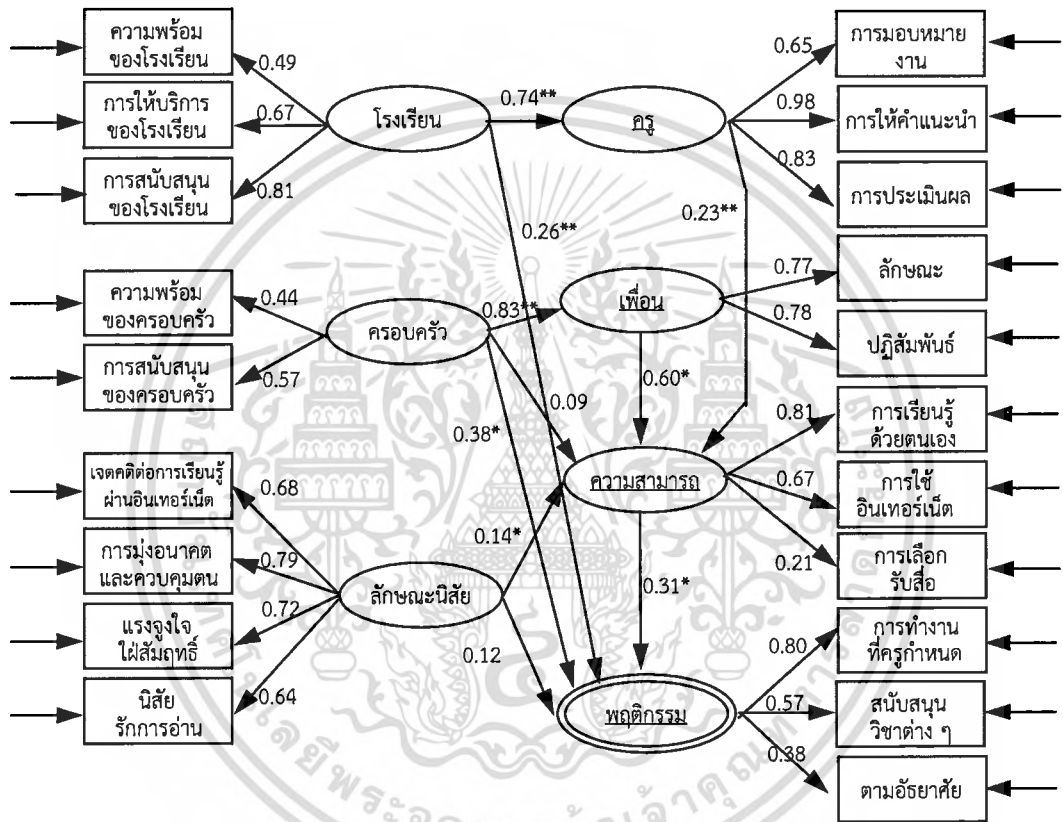 ความพร้อม
ของโรงเรียน
0.49
การให้บริการ
ของโรงเรียน
0.67
การสนับสนุน
ของโรงเรียน
0.81
โรงเรียน
0.74**
ครู
0.65
การมอบหมาย
งาน
0.98
การให้คำแนะนำ
0.83
การประเมินผล
0.26**
0.23**
ความพร้อม
ของครอบครัว
0.44
การสนับสนุน
ของครอบครัว
0.57
ครอบครัว
0.83**
เพื่อน
0.77
ลักษณะ
0.78
ปฏิสัมพันธ์
0.60*
0.09
0.38*
เจตคติต่อการเรียนรู้
ผ่านอินเทอร์เน็ต
0.68
การมุ่งอนาคต
และควบคุมตน
0.79
แรงจูงใจ
ใฝ่สัมฤทธิ์
0.72
นิสัย
รักการอ่าน
0.64
ลักษณะนิสัย
0.14*
0.12
ความสามารถ
0.81
การเรียนรู้
ด้วยตนเอง
0.67
การใช้
อินเทอร์เน็ต
0.21
การเลือก
รับสื่อ
0.31*
พฤติกรรม
0.80
การทำงาน
ที่ครูกำหนด
0.57
สนับสนุน
วิชาต่าง ๆ
0.38
ตามอัธยาศัย